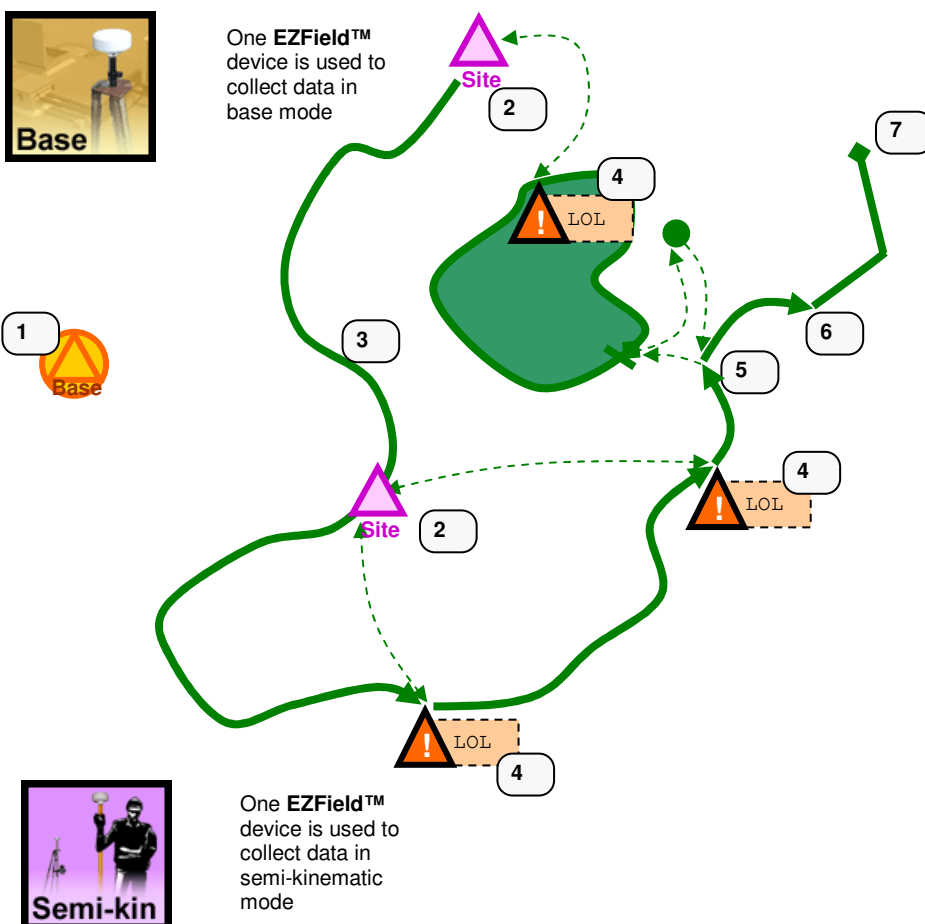 One EZField™
device is used to
collect data in
base mode
Base
Site
2
7
4
LOL
1
Base
3
6
5
4
LOL
Site
2
LOL
4
One EZField™
device is used to
collect data in
semi-kinematic
mode
Semi-kin